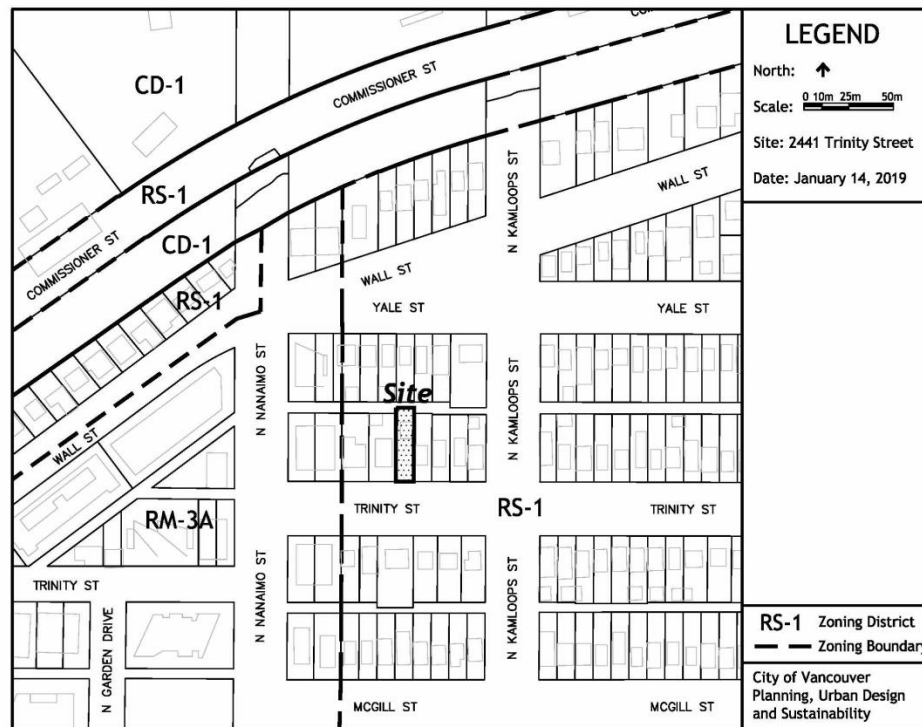 COMMISSIONER ST
CD-1
COMMISSIONER ST
RS-1
CD-1
COMMISSIONER ST
RS-1
N KAMLOOPS ST
WALL ST
WALL ST
YALE ST
YALE ST
N NANAIMO ST
Site
N KAMLOOPS ST
WALL ST
TRINITY ST
RS-1
TRINITY ST
RM-3A
TRINITY ST
N NANAIMO ST
N KAMLOOPS ST
N GARDEN DRIVE
MCGILL ST
MCGILL ST
LEGEND
North:
Scale: 0 10m 25m 50m
Site: 2441 Trinity Street
Date: January 14, 2019
RS-1 Zoning District
Zoning Boundary
City of Vancouver
Planning, Urban Design
and Sustainability